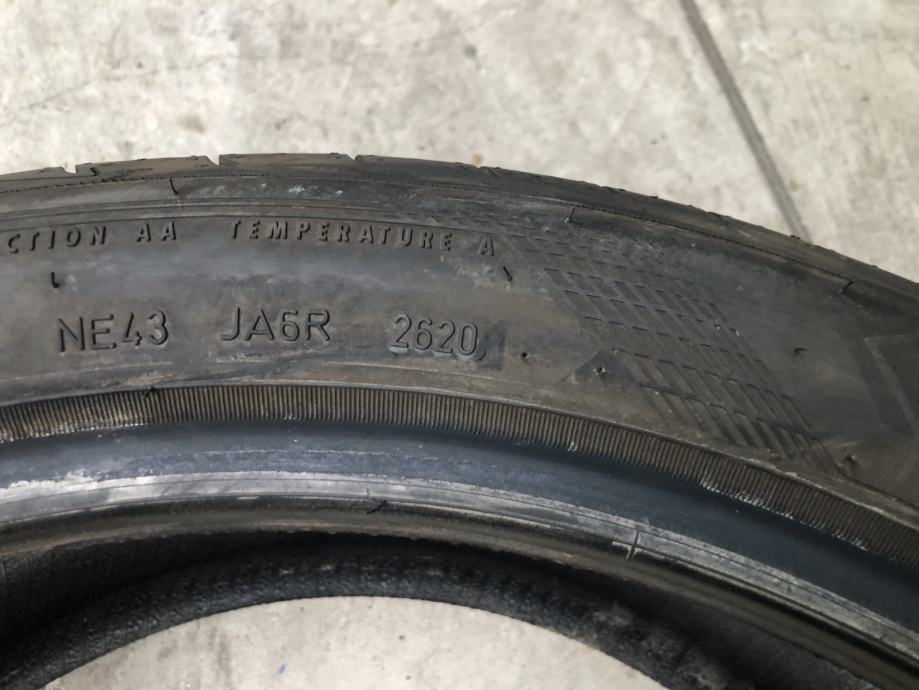 CTION AA TEMPERATURE A
NE43 JA6R 2620